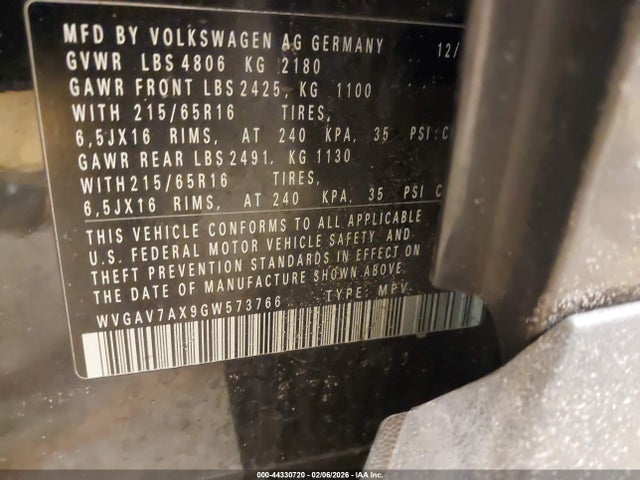 MFD BY VOLKSWAGEN AG GERMANY 12/
GVWR LBS 4806 KG 2180
GAWR FRONT LBS 2425, KG 1100
WITH 215/65R16 TIRES,
6,5JX16 RIMS, AT 240 KPA, 35 PSI
GAWR REAR LBS 2491, KG 1130
WITH 215/65R16 TIRES,
6,5JX16 RIMS, AT 240 KPA, 35 PSI C
THIS VEHICLE CONFORMS TO ALL APPLICABLE
U.S. FEDERAL MOTOR VEHICLE SAFETY AND
THEFT PREVENTION STANDARDS IN EFFECT ON
THE DATE OF MANUFACTURE SHOWN ABOVE.
WVGAV7AX9GW573766 TYPE: MPV
000-44330720 - 02/06/2026 - IAA Inc.